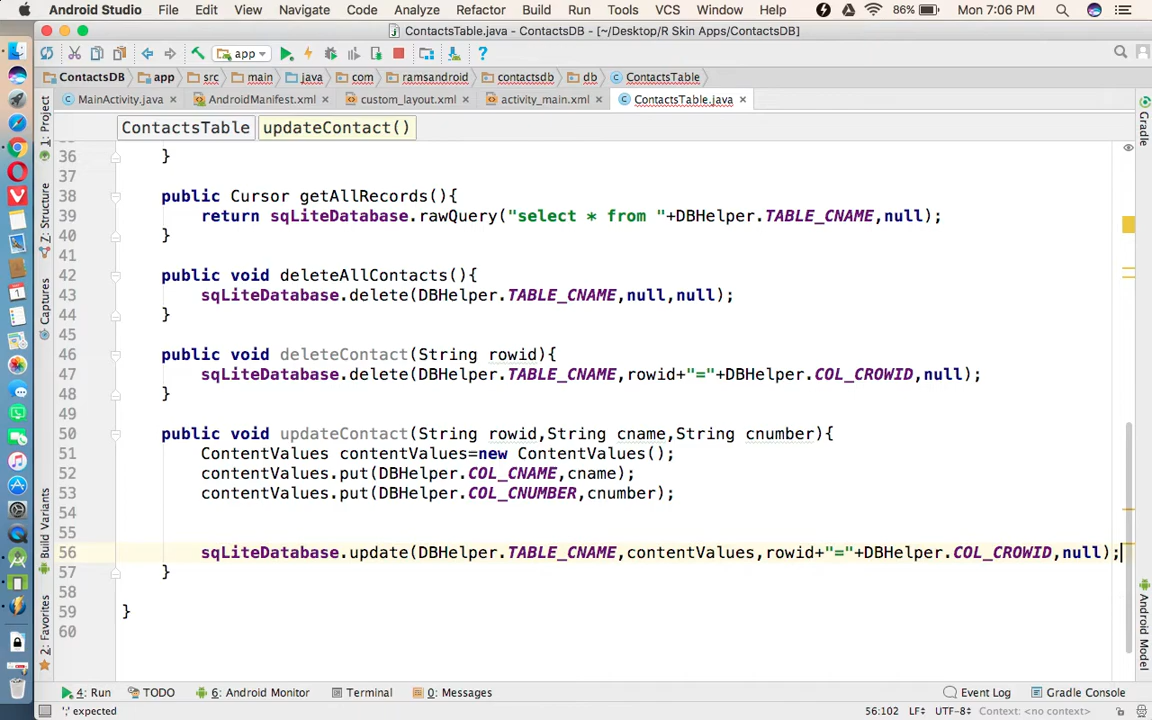 Android Studio File Edit View Navigate Code Analyze Refactor Build Run Tools VCS Window Help 86% Mon 7:06 PM
ContactsTable.java - ContactsDB - [~/Desktop/R Skin Apps/ContactsDB]
app
ContactsDB app src main java com ramsandroid contactsdb db ContactsTable
MainActivity.java AndroidManifest.xml custom_layout.xml activity_main.xml ContactsTable.java
ContactsTable updateContact()
36 }
37
38 public Cursor getAllRecords(){
39 return sqLiteDatabase.rawQuery("select * from "+DBHelper.TABLE_CNAME,null);
40 }
41
42 public void deleteAllContacts(){
43 sqLiteDatabase.delete(DBHelper.TABLE_CNAME,null,null);
44 }
45
46 public void deleteContact(String rowid){
47 sqLiteDatabase.delete(DBHelper.TABLE_CNAME,rowid+"="+DBHelper.COL_CROWID,null);
48 }
49
50 public void updateContact(String rowid,String cname,String cnumber){
51 ContentValues contentValues=new ContentValues();
52 contentValues.put(DBHelper.COL_CNAME,cname);
53 contentValues.put(DBHelper.COL_CNUMBER,cnumber);
54
55
56 sqLiteDatabase.update(DBHelper.TABLE_CNAME,contentValues,rowid+"="+DBHelper.COL_CROWID,null);
57 }
58
59 }
60
1: Project
Z: Structure
Captures
Build Variants
2: Favorites
Gradle
Android Model
4: Run TODO 6: Android Monitor Terminal 0: Messages Event Log Gradle Console
';' expected 56:102 LF UTF-8 Context: <no context>